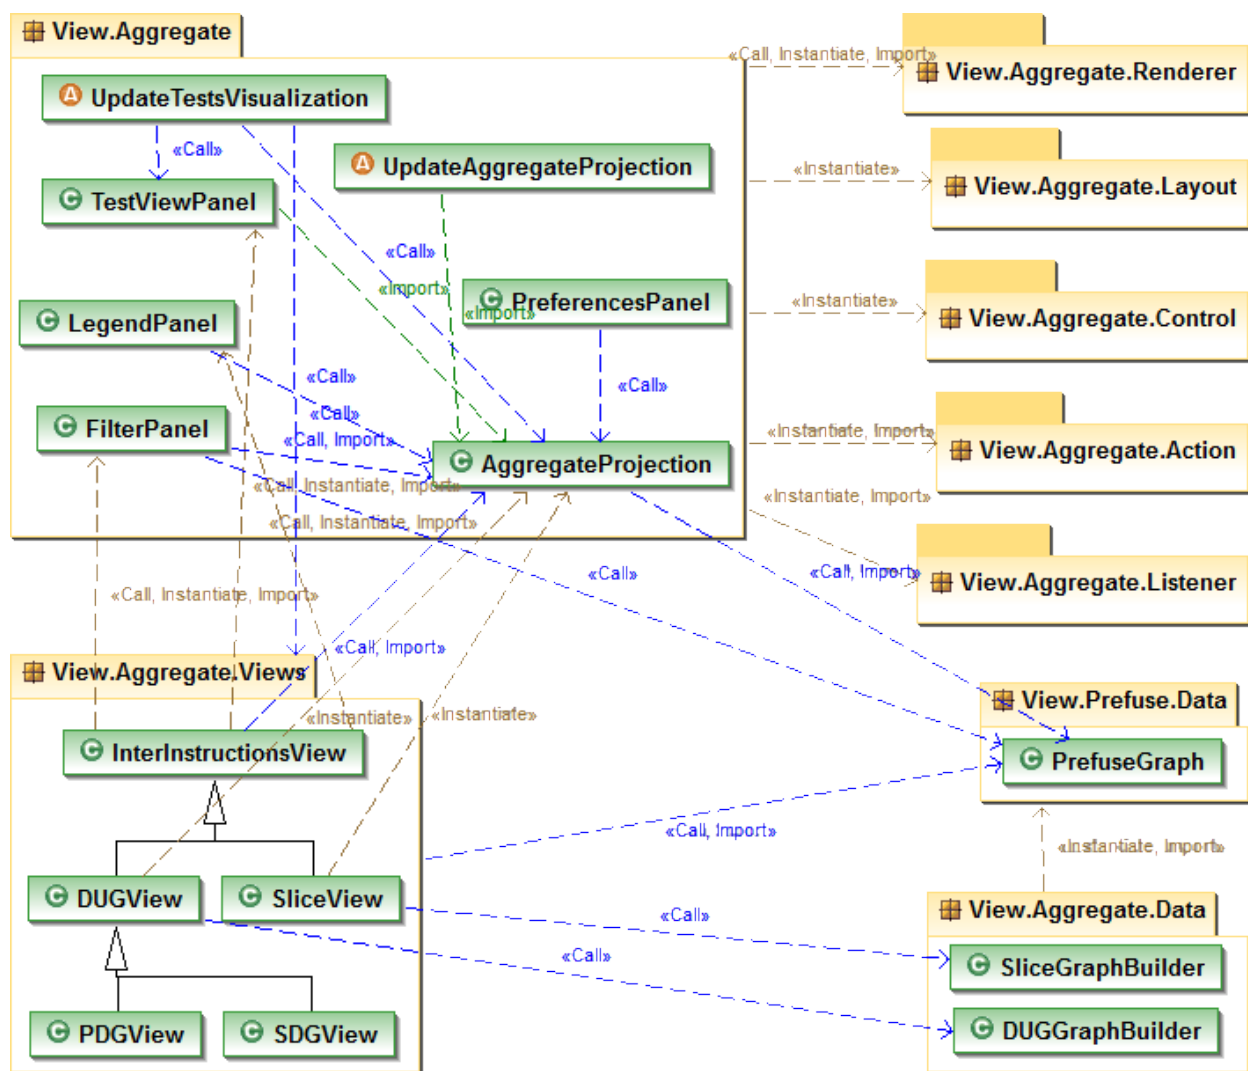 View.Aggregate
«Call, Instantiate, Import»
View.Aggregate.Renderer
A UpdateTestsVisualization
«Call»
A UpdateAggregateProjection
C TestViewPanel
«Instantiate»
View.Aggregate.Layout
«Call»
«Import»
«Import»
C PreferencesPanel
«Instantiate»
View.Aggregate.Control
C LegendPanel
«Call»
«Call»
«Call»
C FilterPanel
«Call, Import»
C AggregateProjection
«Instantiate, Import»
View.Aggregate.Action
«Call, Instantiate, Import»
«Call, Instantiate, Import»
«Instantiate, Import»
«Call»
«Call, Import»
View.Aggregate.Listener
«Call, Instantiate, Import»
«Call, Import»
View.Aggregate.Views
«Instantiate»
«Instantiate»
View.Prefuse.Data
C InterInstructionsView
C PrefuseGraph
«Call, Import»
«Instantiate, Import»
C DUGView
C SliceView
«Call»
View.Aggregate.Data
«Call»
C SliceGraphBuilder
C PDGView
C SDGView
C DUGGraphBuilder